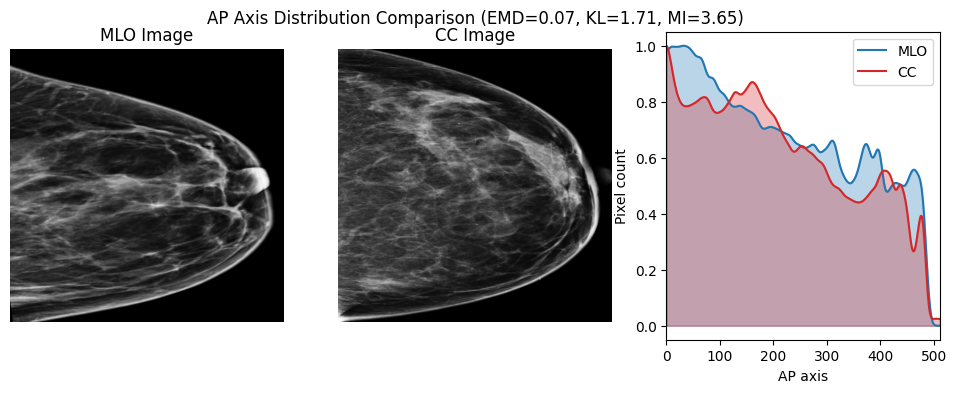 AP Axis Distribution Comparison (EMD=0.07, KL=1.71, MI=3.65)
MLO Image
CC Image
MLO
CC
1.0
0.8
0.6
0.4
0.2
0.0
Pixel count
0 100 200 300 400 500
AP axis